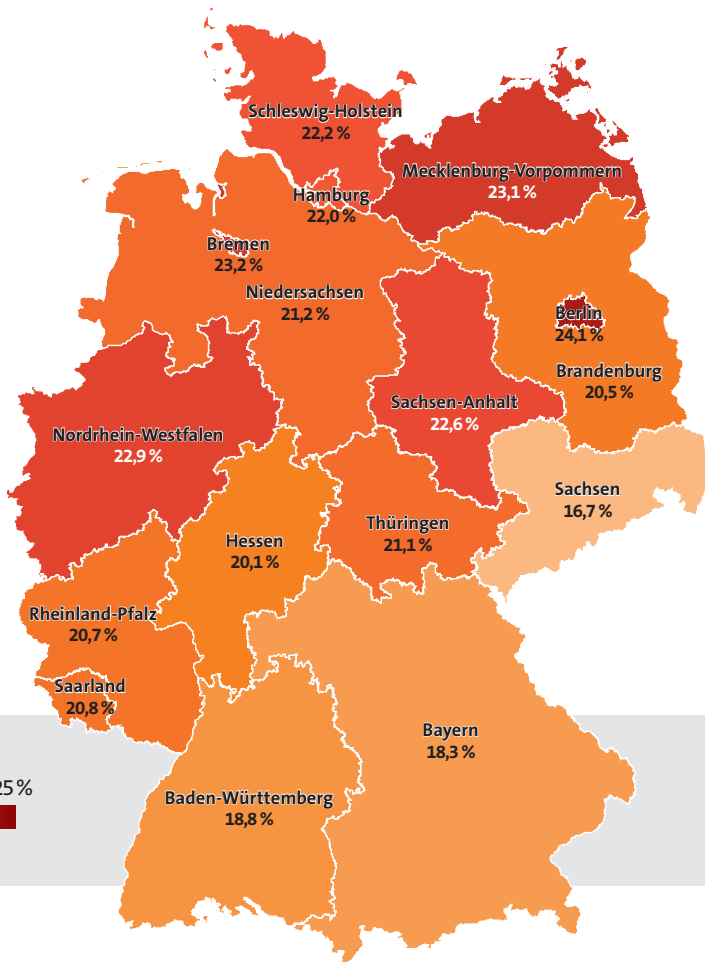 Schleswig-Holstein
22,2 %
Mecklenburg-Vorpommern
23,1 %
Hamburg
22,0 %
Bremen
23,2 %
Niedersachsen
21,2 %
Berlin
24,1 %
Brandenburg
20,5 %
Sachsen-Anhalt
22,6 %
Nordrhein-Westfalen
22,9 %
Sachsen
16,7 %
Thüringen
21,1 %
Hessen
20,1 %
Rheinland-Pfalz
20,7 %
Saarland
20,8 %
Bayern
18,3 %
25 %
Baden-Württemberg
18,8 %